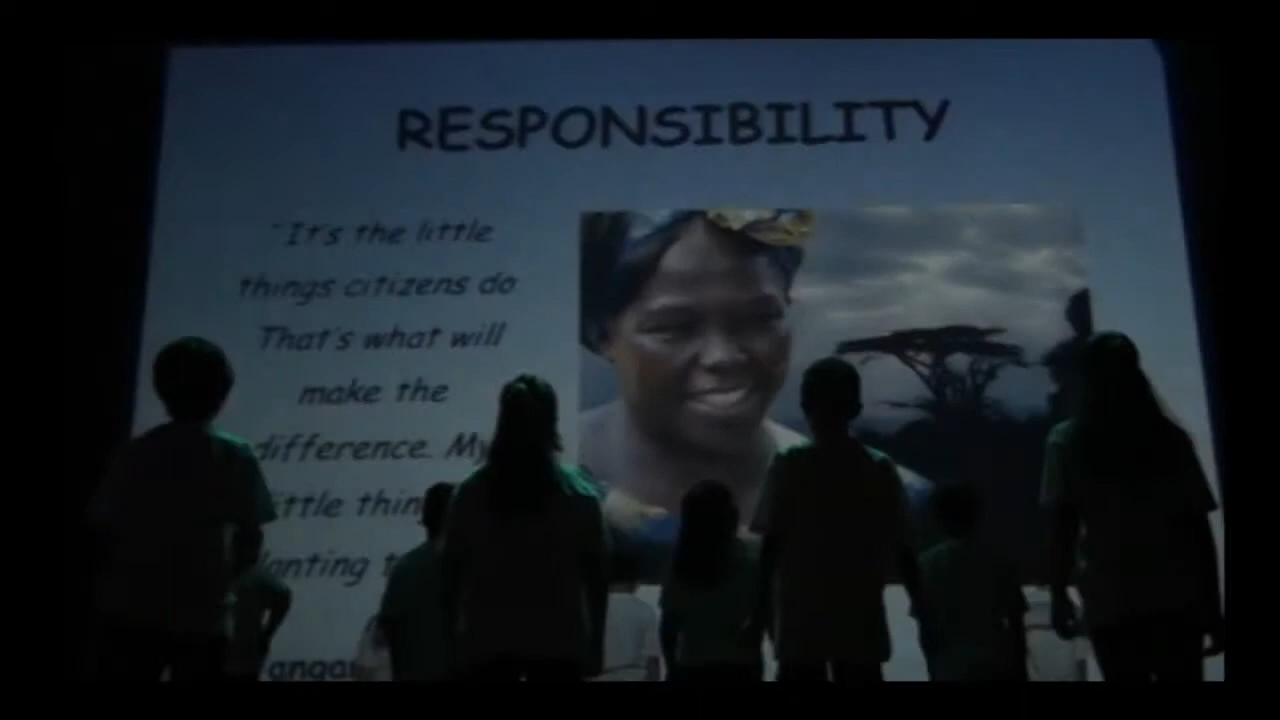 RESPONSIBILITY
"It's the little
things citizens do
That's what will
make the
difference. My
ittle thin
lanting t
angar